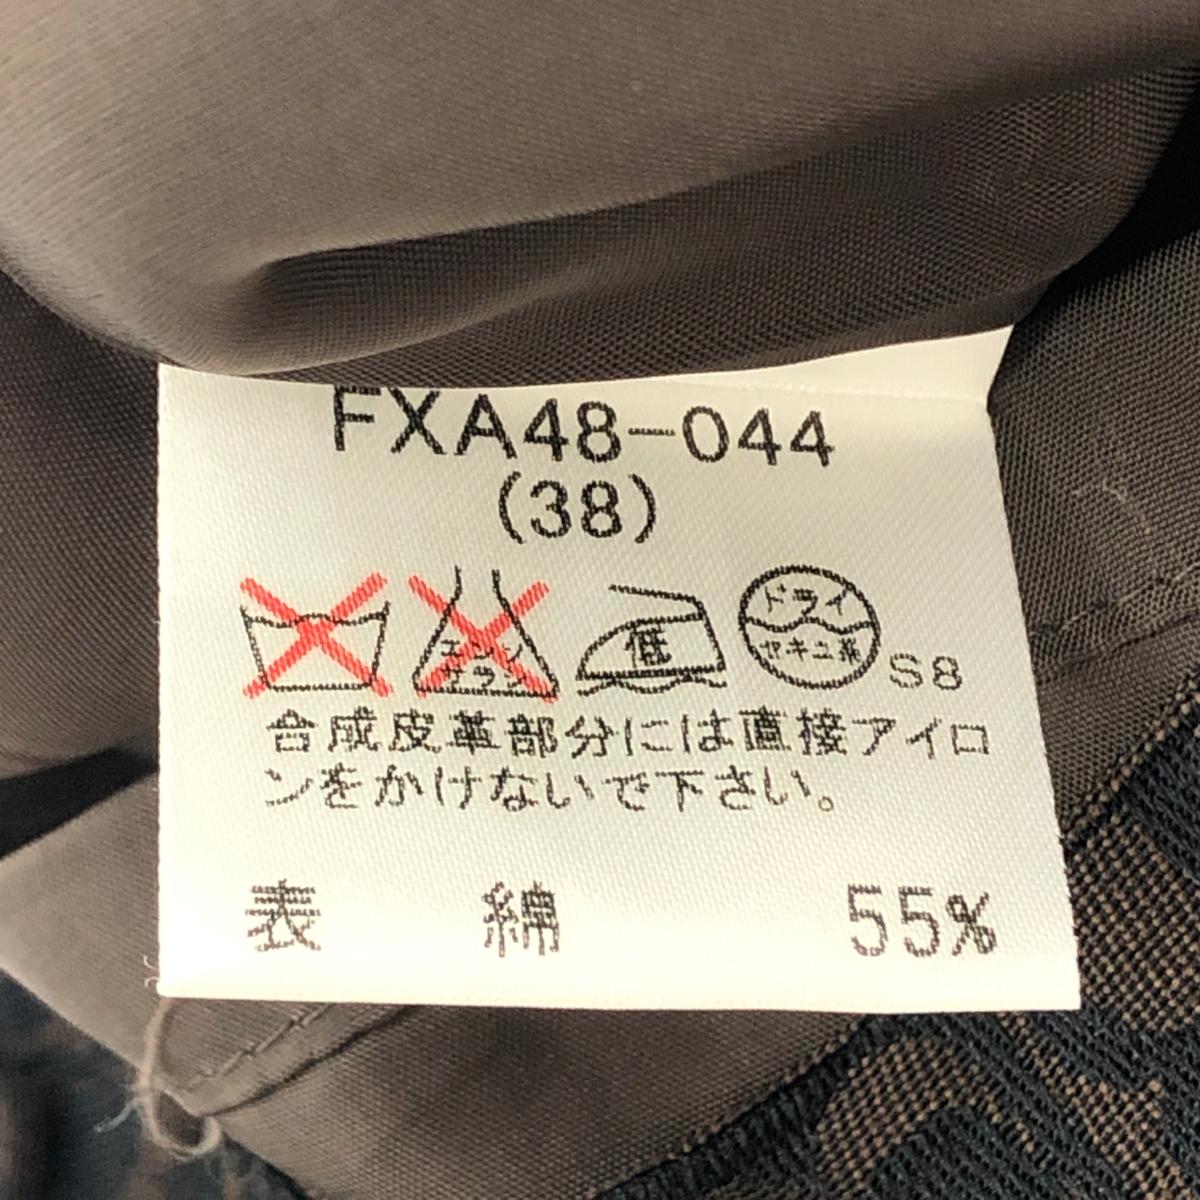 FXA48-044
(38)
エンソ
サラシ
低
ドライ
セキユ系
S8
合成皮革部分には直接アイロ
ンをかけないで下さい。
表 綿 55%